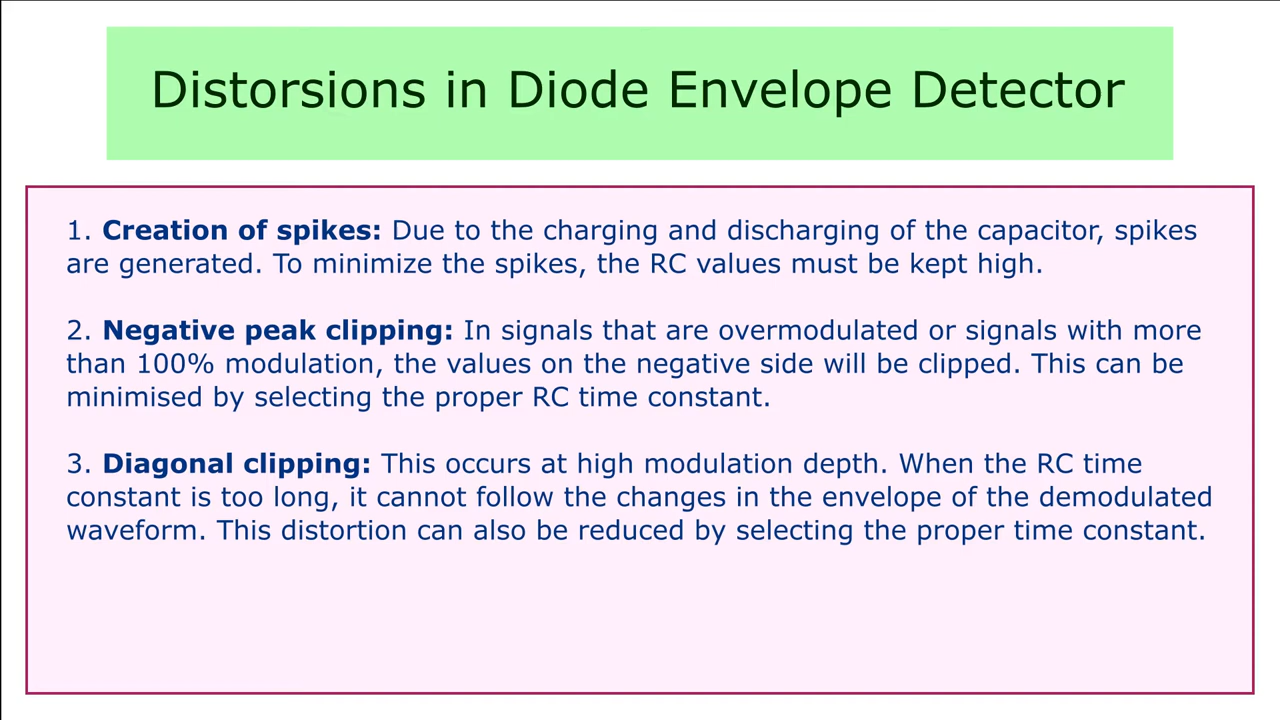 Distorsions in Diode Envelope Detector
1. Creation of spikes: Due to the charging and discharging of the capacitor, spikes
are generated. To minimize the spikes, the RC values must be kept high.
2. Negative peak clipping: In signals that are overmodulated or signals with more
than 100% modulation, the values on the negative side will be clipped. This can be
minimised by selecting the proper RC time constant.
3. Diagonal clipping: This occurs at high modulation depth. When the RC time
constant is too long, it cannot follow the changes in the envelope of the demodulated
waveform. This distortion can also be reduced by selecting the proper time constant.